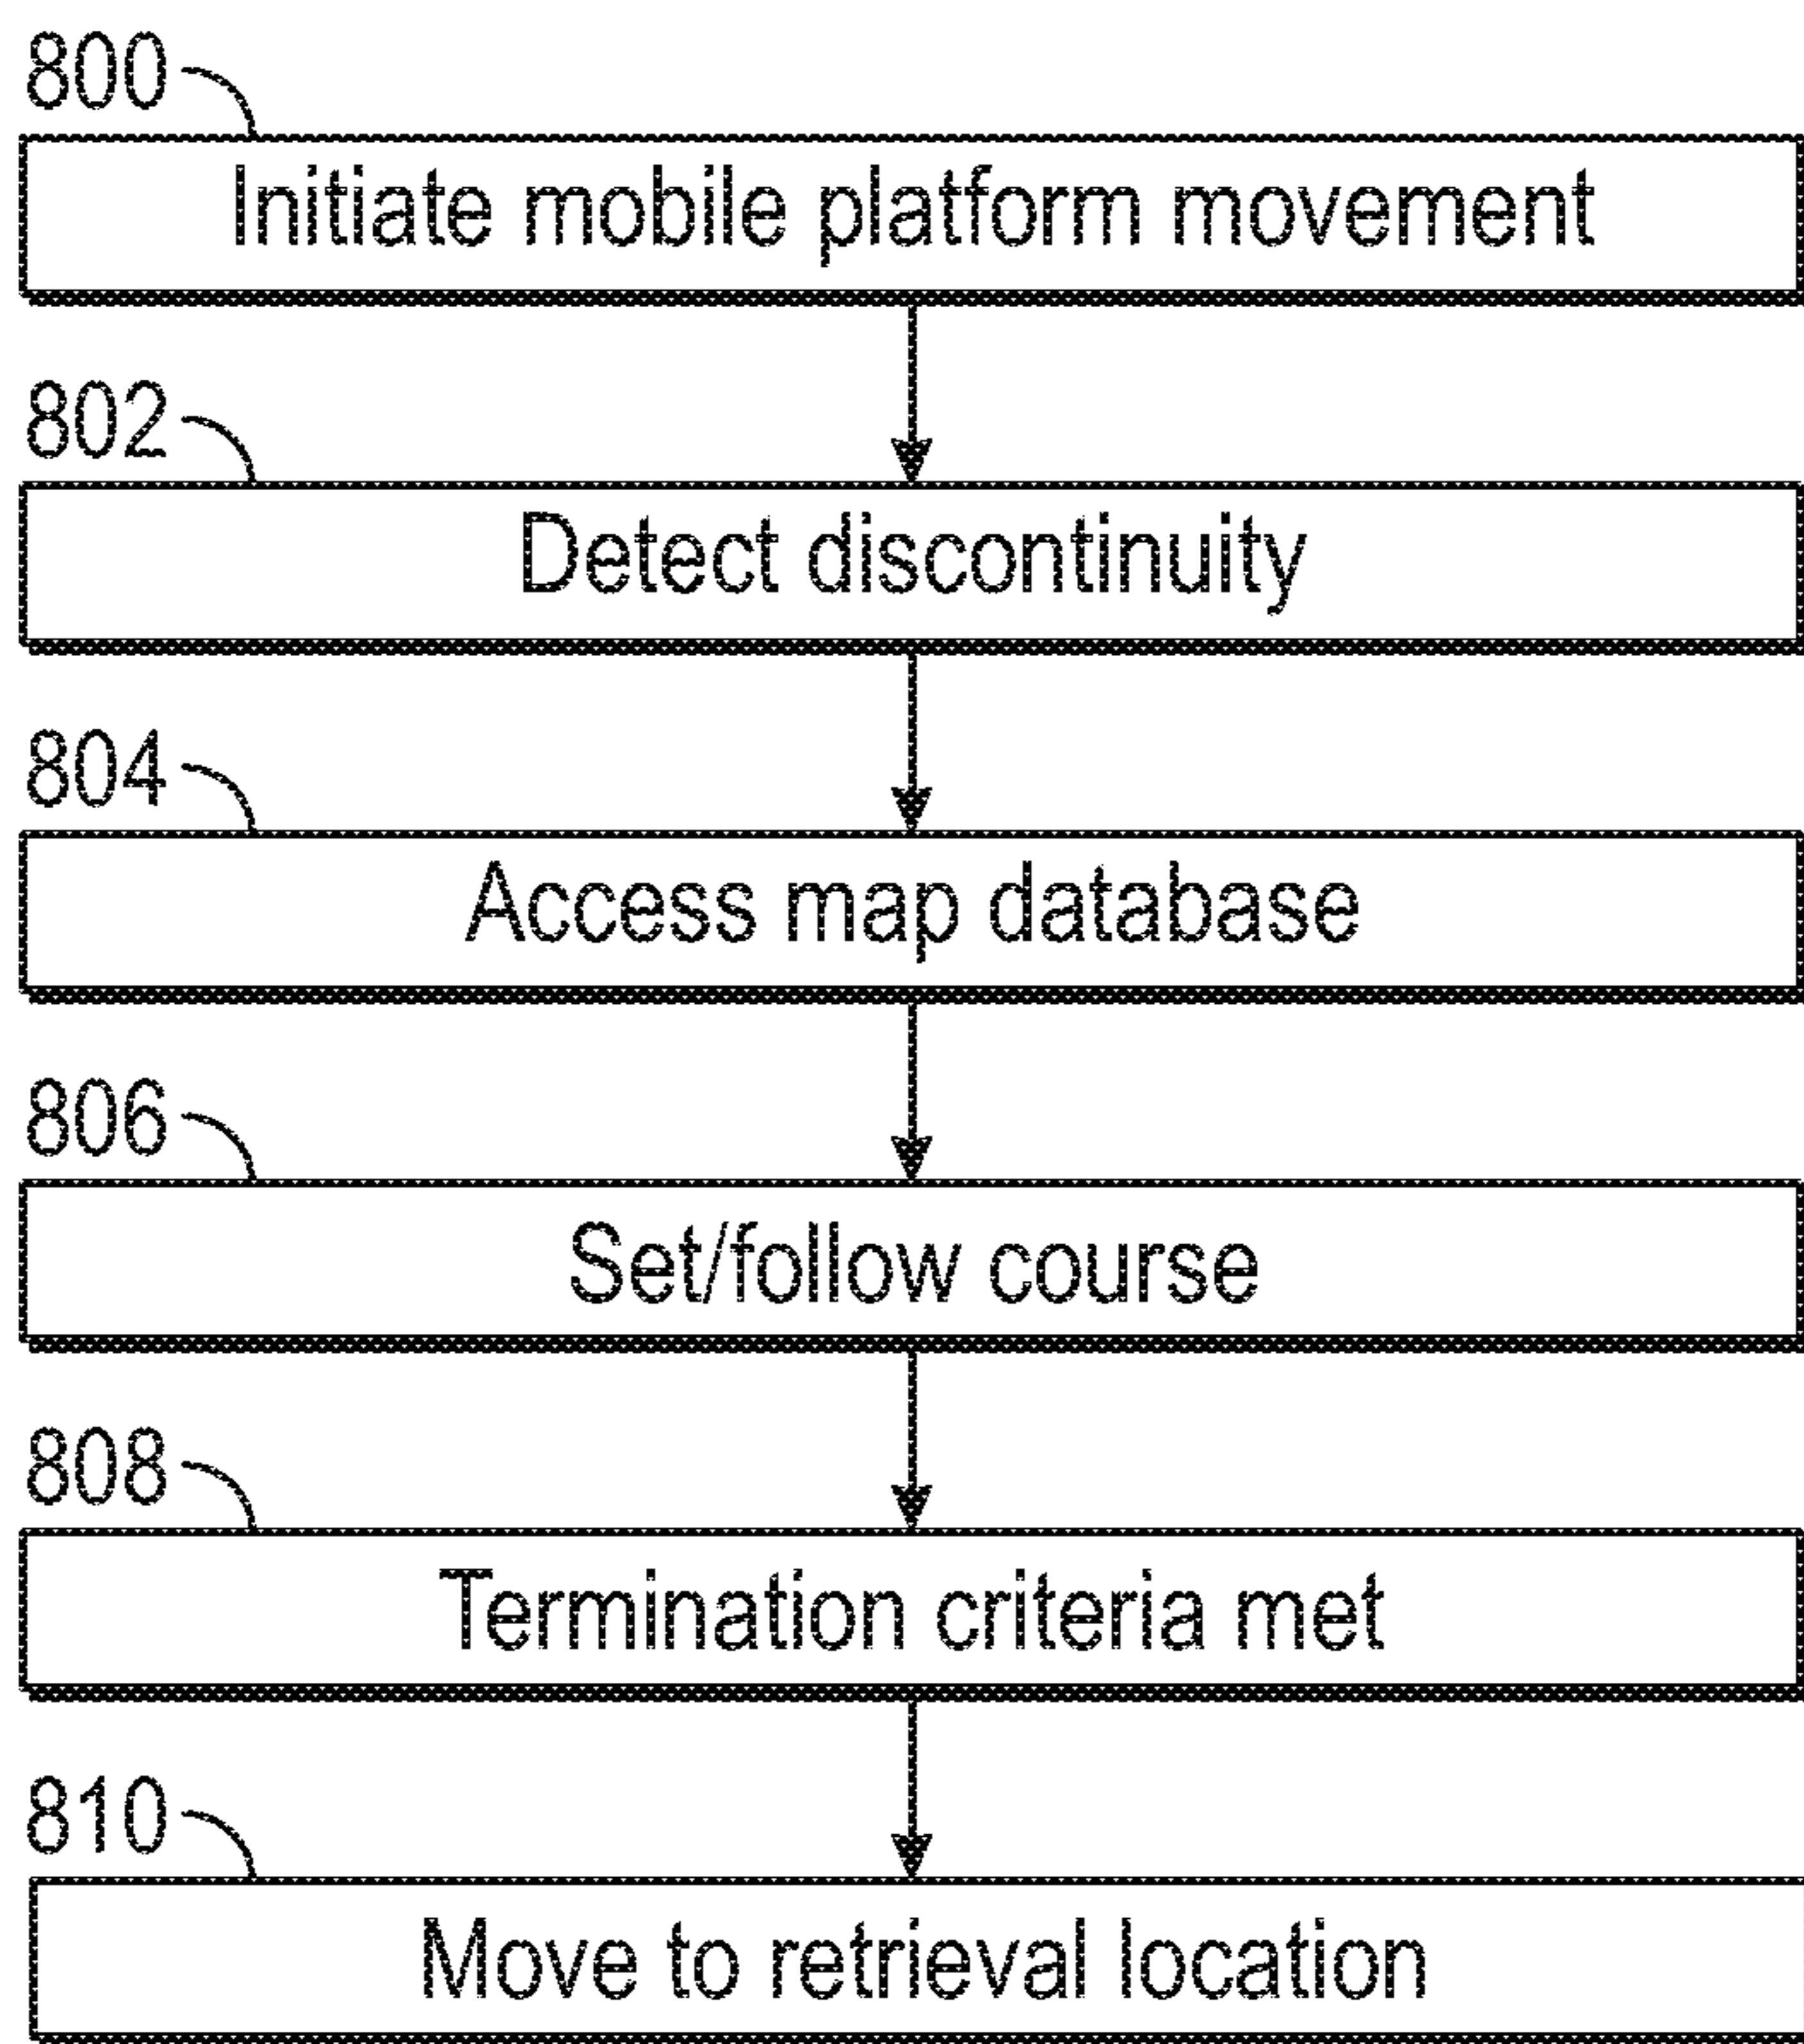 800
Initiate mobile platform movement
802
Detect discontinuity
804
Access map database
806
Set/follow course
808
Termination criteria met
810
Move to retrieval location